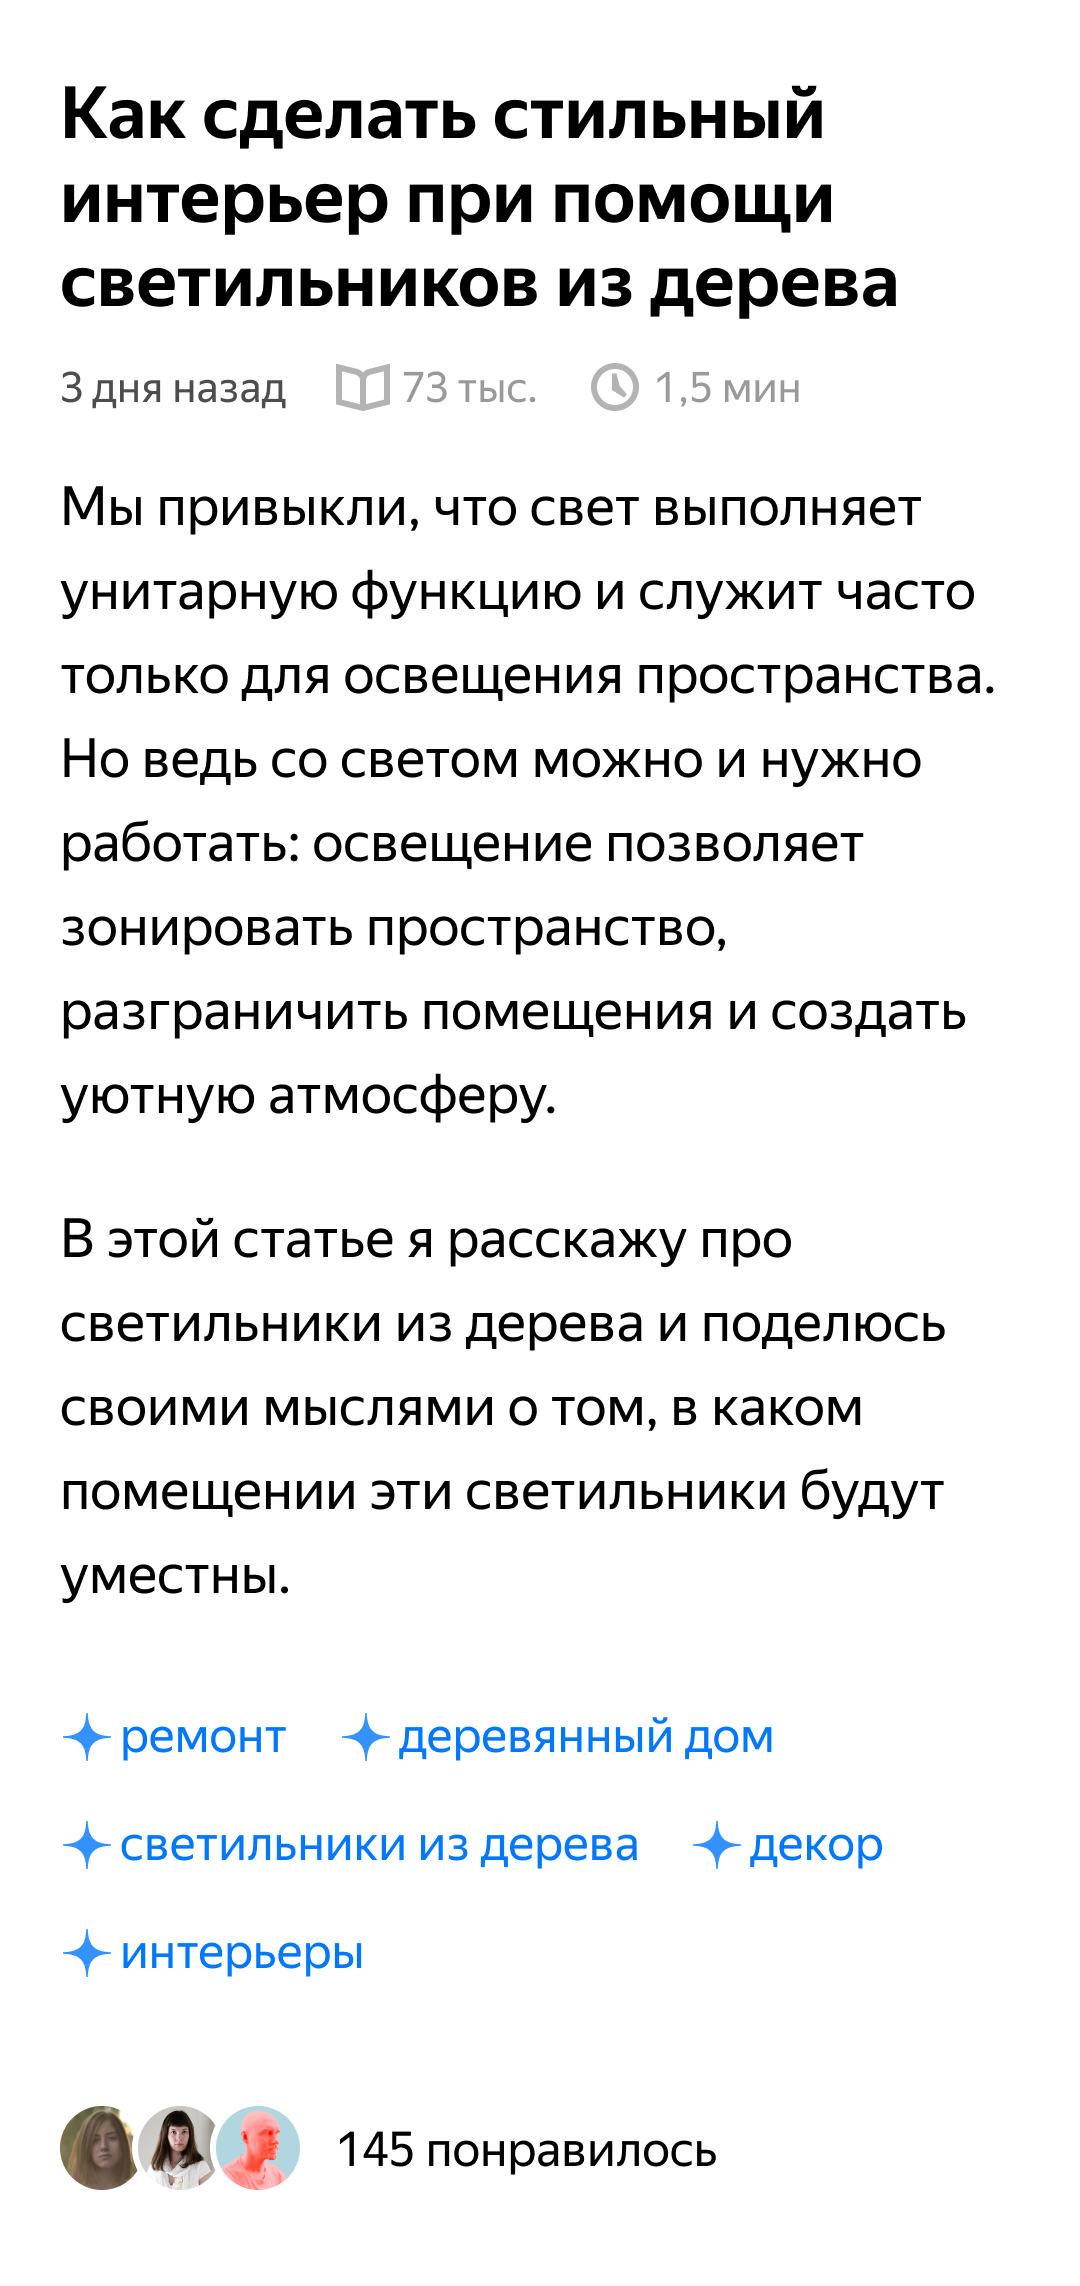 Как сделать стильный
интерьер при помощи
светильников из дерева
3 дня назад 73 тыс. 1,5 мин
Мы привыкли, что свет выполняет
унитарную функцию и служит часто
только для освещения пространства.
Но ведь со светом можно и нужно
работать: освещение позволяет
зонировать пространство,
разграничить помещения и создать
уютную атмосферу.
В этой статье я расскажу про
светильники из дерева и поделюсь
своими мыслями о том, в каком
помещении эти светильники будут
уместны.
ремонт деревянный дом
светильники из дерева декор
интерьеры
145 понравилось